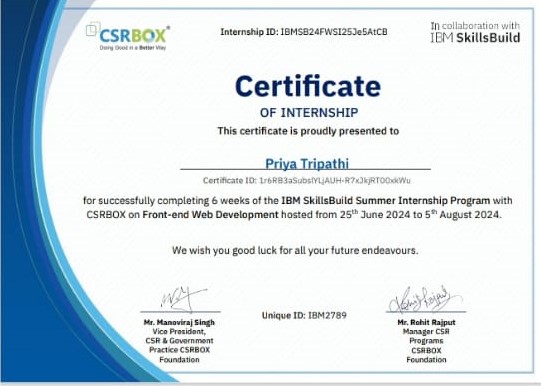 CSRBOX
Doing Good in a Better Way
Internship ID: IBMSB24FWSI25Je5AtCB
In collaboration with
IBM SkillsBuild
Certificate
OF INTERNSHIP
This certificate is proudly presented to
Priya Tripathi
Certificate ID: 1r6RB3aSubslYLjAUH-R7xJkjRT00xkWu
for successfully completing 6 weeks of the IBM SkillsBuild Summer Internship Program with
CSRBOX on Front-end Web Development hosted from 25th June 2024 to 5th August 2024.
We wish you good luck for all your future endeavours.
Unique ID: IBM2789
Mr. Manoviraj Singh
Vice President,
CSR & Government
Practice CSRBOX
Foundation
Mr. Rohit Rajput
Manager CSR
Programs
CSRBOX
Foundation